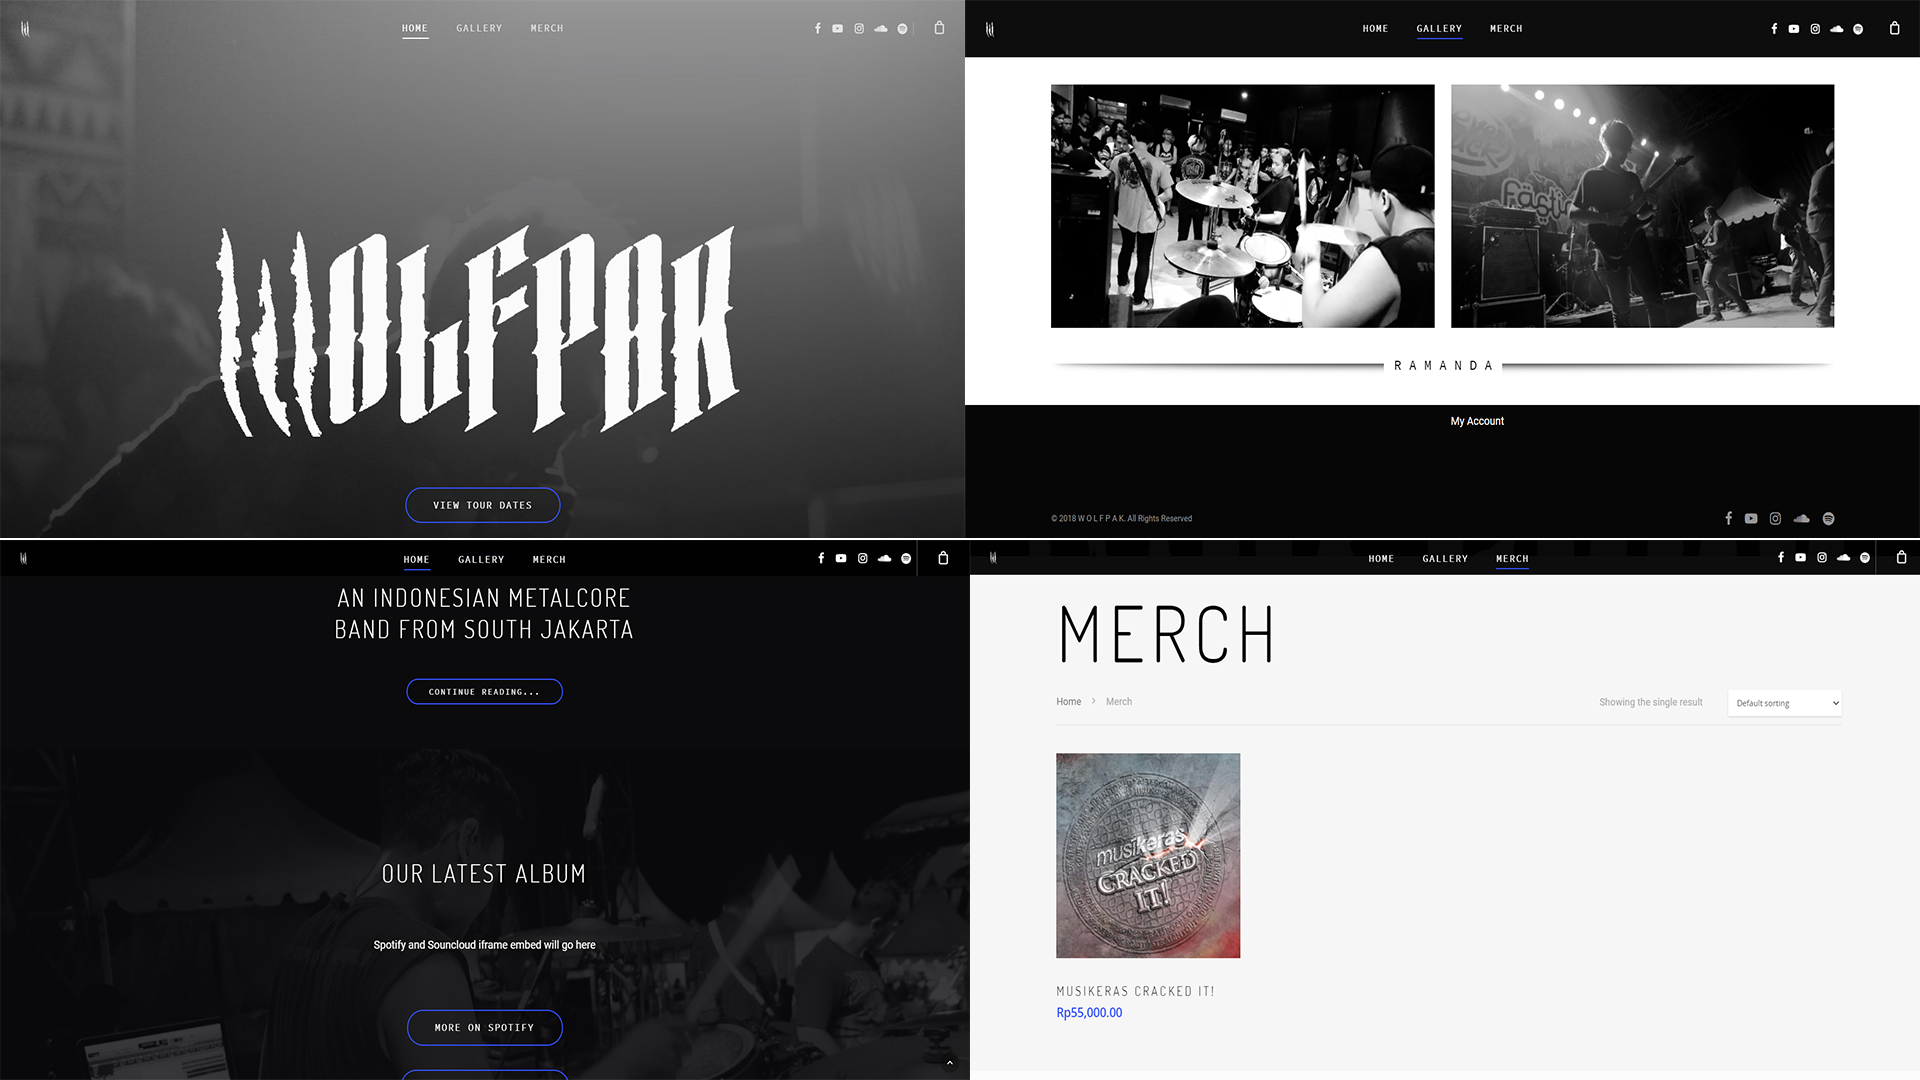 HOME GALLERY MERCH
WOLFPAK
VIEW TOUR DATES
HOME GALLERY MERCH
RAMANDA
My Account
© 2018 W O L F P A K. All Rights Reserved
HOME GALLERY MERCH
AN INDONESIAN METALCORE
BAND FROM SOUTH JAKARTA
CONTINUE READING...
OUR LATEST ALBUM
Spotify and Souncloud iframe embed will go here
MORE ON SPOTIFY
HOME GALLERY MERCH
MERCH
Home > Merch
Showing the single result
Default sorting
musikeras
CRACKED
IT!
MUSIKERAS CRACKED IT!
Rp55,000.00